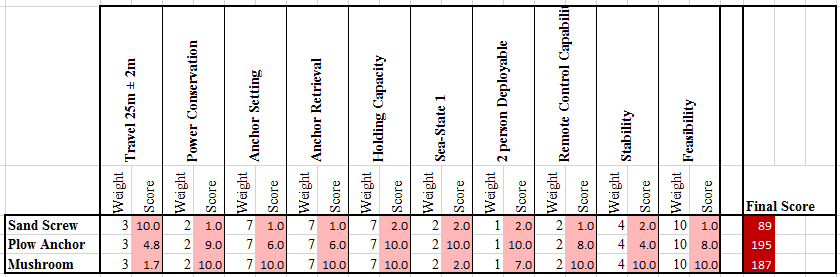 Travel 25m ± 2m Power Conservation Anchor Setting Anchor Retrieval Holding Capacity Sea-State 1 2 person Deployable Remote Control Capabili Stability Feasibility
Weight Score Weight Score Weight Score Weight Score Weight Score Weight Score Weight Score Weight Score Weight Score Weight Score Final Score
Sand Screw 3 10.0 2 1.0 7 1.0 7 1.0 7 2.0 2 2.0 1 2.0 2 1.0 4 2.0 10 1.0 89
Plow Anchor 3 4.8 2 9.0 7 6.0 7 6.0 7 10.0 2 10.0 1 10.0 2 8.0 4 4.0 10 8.0 195
Mushroom 3 1.7 2 10.0 7 10.0 7 10.0 7 10.0 2 2.0 1 7.0 2 10.0 4 10.0 10 10.0 187